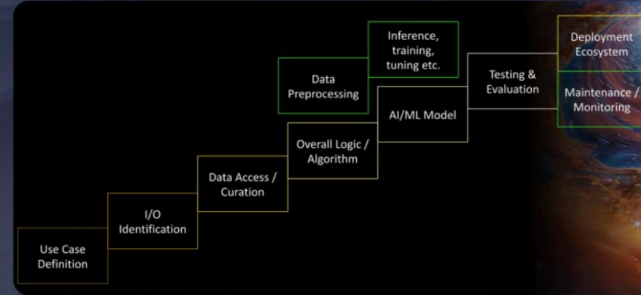 Use Case
Definition
I/O
Identification
Data Access /
Curation
Overall Logic /
Algorithm
Data
Preprocessing
Inference,
training,
tuning etc.
AI/ML Model
Testing &
Evaluation
Deployment
Ecosystem
Maintenance /
Monitoring